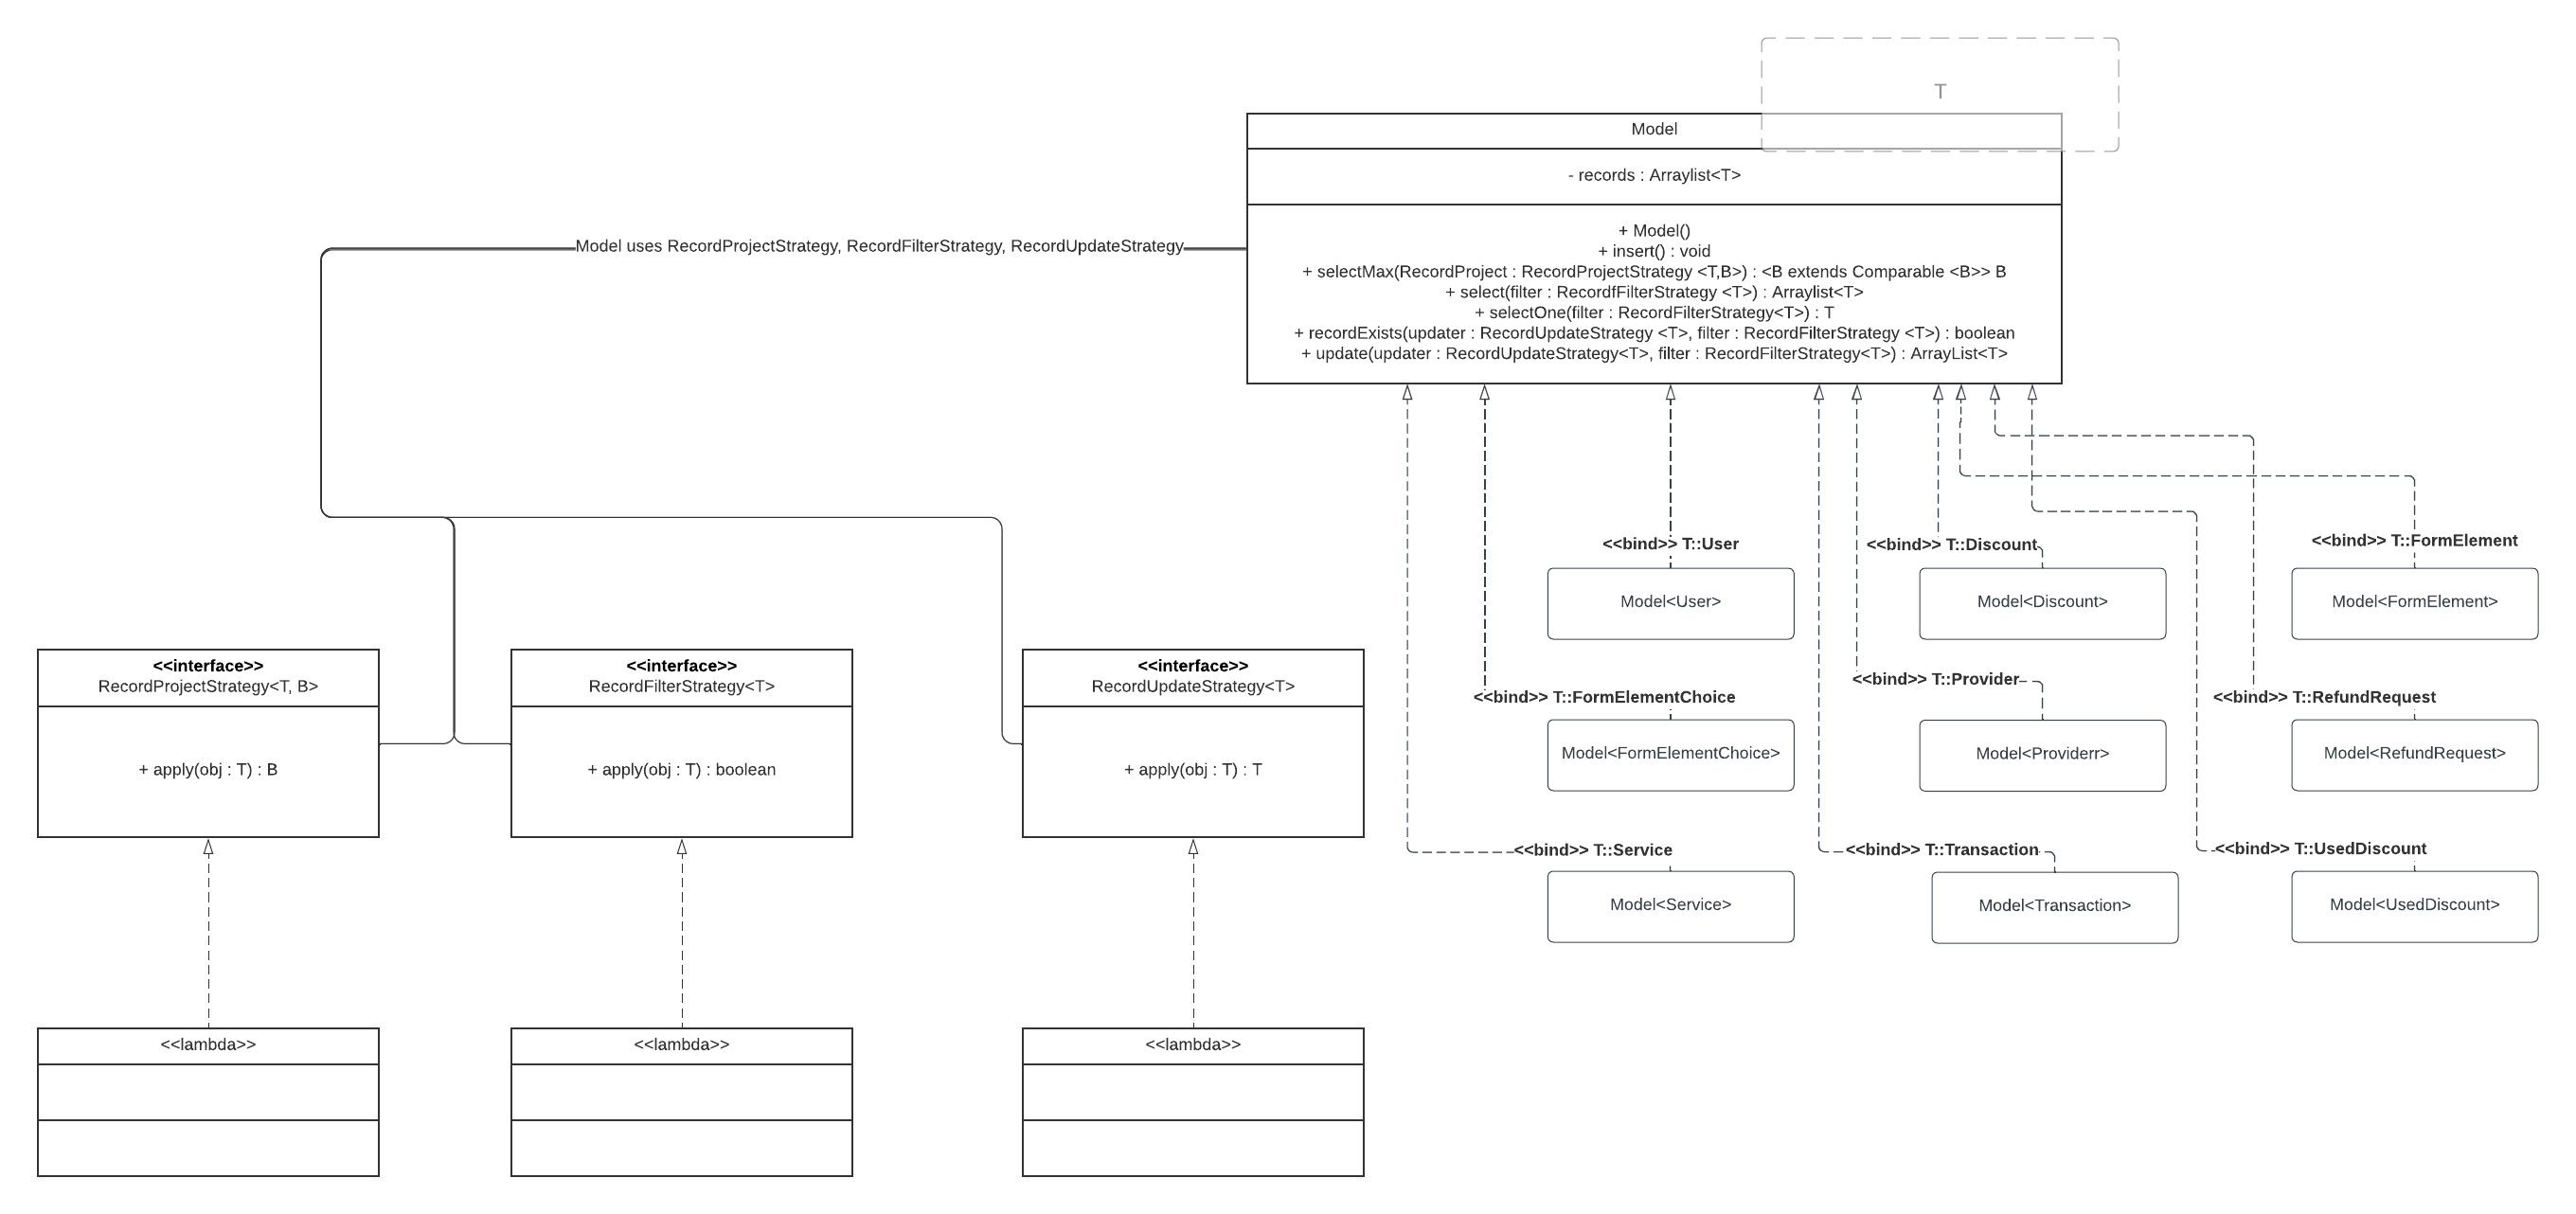 T
Model
- records : Arraylist<T>
+ Model()
+ insert() : void
+ selectMax(RecordProject : RecordProjectStrategy <T,B>) : <B extends Comparable <B>> B
+ select(filter : RecordfFilterStrategy <T>) : Arraylist<T>
+ selectOne(filter : RecordFilterStrategy<T>) : T
+ recordExists(updater : RecordUpdateStrategy <T>, filter : RecordFilterStrategy <T>) : boolean
+ update(updater : RecordUpdateStrategy<T>, filter : RecordFilterStrategy<T>) : ArrayList<T>
Model uses RecordProjectStrategy, RecordFilterStrategy, RecordUpdateStrategy
<<bind>> T::User
Model<User>
<<bind>> T::Discount
Model<Discount>
<<bind>> T::FormElement
Model<FormElement>
<<bind>> T::FormElementChoice
Model<FormElementChoice>
<<bind>> T::Provider
Model<Providerr>
<<bind>> T::RefundRequest
Model<RefundRequest>
<<bind>> T::Service
Model<Service>
<<bind>> T::Transaction
Model<Transaction>
<<bind>> T::UsedDiscount
Model<UsedDiscount>
<<interface>>
RecordProjectStrategy<T, B>
+ apply(obj : T) : B
<<interface>>
RecordFilterStrategy<T>
+ apply(obj : T) : boolean
<<interface>>
RecordUpdateStrategy<T>
+ apply(obj : T) : T
<<lambda>>
<<lambda>>
<<lambda>>